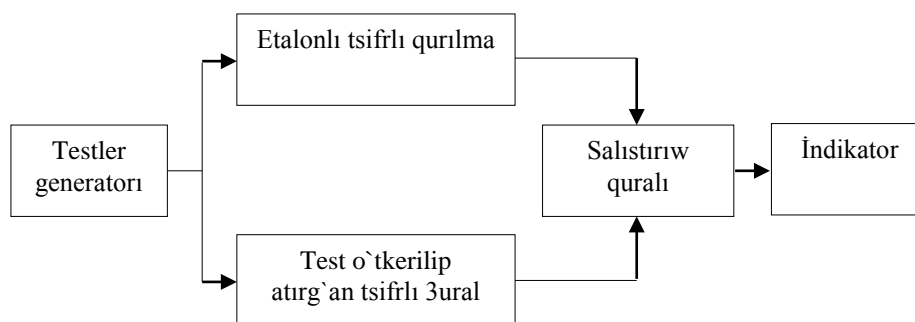 Etalonlı tsifrlı qurılma
Testler
generatorı
Salıstırıw
quralı
İndikator
Test o`tkerilip
atırg`an tsifrlı 3ural